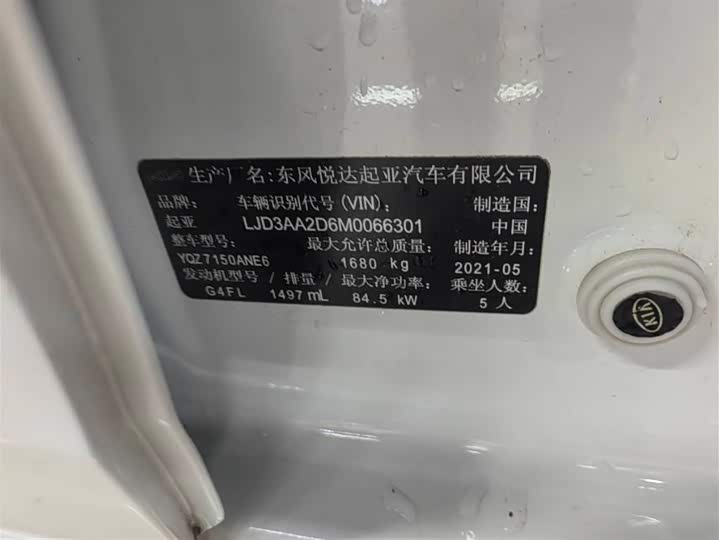 生产厂名:东风悦达起亚汽车有限公司
品牌: 车辆识别代号(VIN): 制造国:
起亚 LJD3AA2D6M0066301 中国
整车型号: 最大允许总质量: 制造年月:
YQZ7150ANE6 1680 kg 2021-05
发动机型号 / 排量 / 最大净功率: 乘坐人数:
G4FL 1497 mL 84.5 kW 5 人
KIA